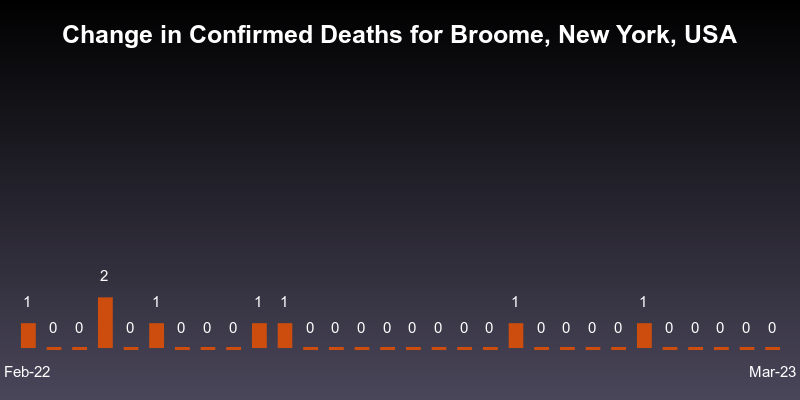 Change in Confirmed Deaths for Broome, New York, USA
2
1 1 1 1 1 1
0 0 0 0 0 0 0 0 0 0 0 0 0 0 0 0 0 0 0 0 0 0 0
Feb-22 Mar-23